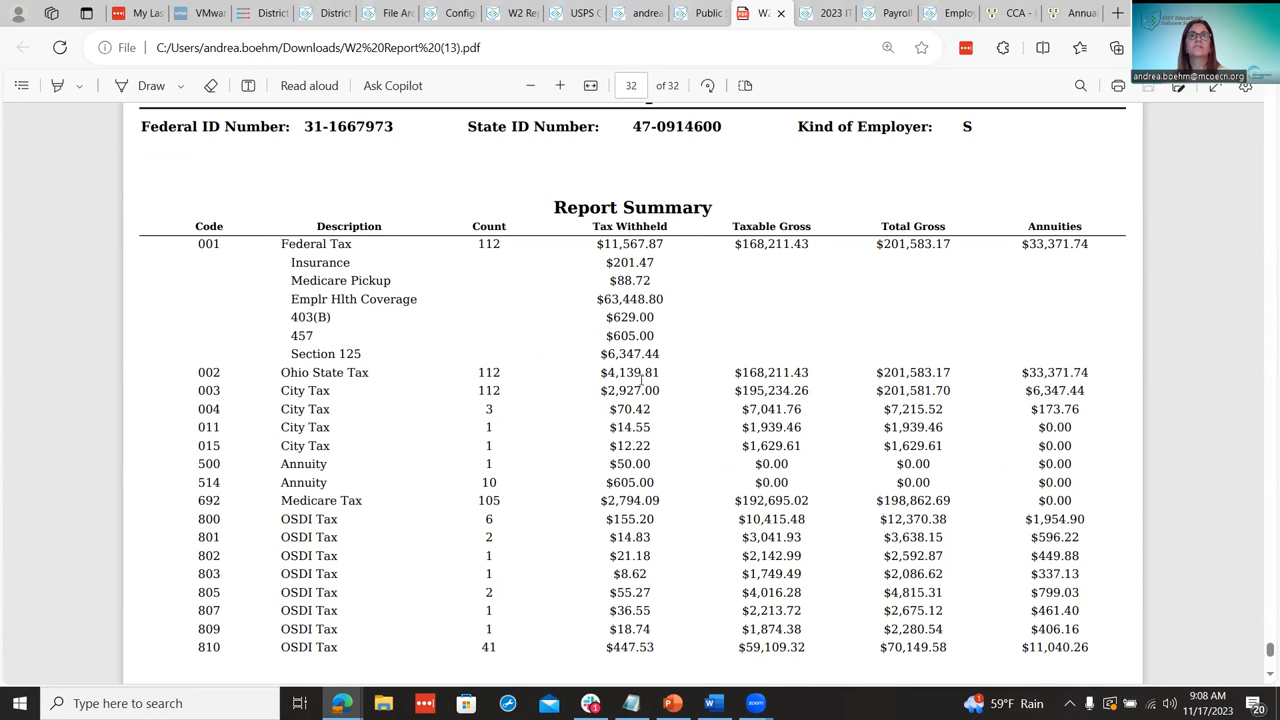 My Las
VMwar
District
District
File Arc
Config
W2 Rep
USPS C
andrea
Public
W2
2023 IT
Payroll
Emplo
CCA -
Annua
File C:/Users/andrea.boehm/Downloads/W2%20Report%20(13).pdf
andrea.boehm@mcoecn.org
Draw Read aloud Ask Copilot 32 of 32
Federal ID Number: 31-1667973 State ID Number: 47-0914600 Kind of Employer: S
Report Summary
Code Description Count Tax Withheld Taxable Gross Total Gross Annuities
001 Federal Tax 112 $11,567.87 $168,211.43 $201,583.17 $33,371.74
Insurance $201.47
Medicare Pickup $88.72
Emplr Hlth Coverage $63,448.80
403(B) $629.00
457 $605.00
Section 125 $6,347.44
002 Ohio State Tax 112 $4,139.81 $168,211.43 $201,583.17 $33,371.74
003 City Tax 112 $2,927.00 $195,234.26 $201,581.70 $6,347.44
004 City Tax 3 $70.42 $7,041.76 $7,215.52 $173.76
011 City Tax 1 $14.55 $1,939.46 $1,939.46 $0.00
015 City Tax 1 $12.22 $1,629.61 $1,629.61 $0.00
500 Annuity 1 $50.00 $0.00 $0.00 $0.00
514 Annuity 10 $605.00 $0.00 $0.00 $0.00
692 Medicare Tax 105 $2,794.09 $192,695.02 $198,862.69 $0.00
800 OSDI Tax 6 $155.20 $10,415.48 $12,370.38 $1,954.90
801 OSDI Tax 2 $14.83 $3,041.93 $3,638.15 $596.22
802 OSDI Tax 1 $21.18 $2,142.99 $2,592.87 $449.88
803 OSDI Tax 1 $8.62 $1,749.49 $2,086.62 $337.13
805 OSDI Tax 2 $55.27 $4,016.28 $4,815.31 $799.03
807 OSDI Tax 1 $36.55 $2,213.72 $2,675.12 $461.40
809 OSDI Tax 1 $18.74 $1,874.38 $2,280.54 $406.16
810 OSDI Tax 41 $447.53 $59,109.32 $70,149.58 $11,040.26
Type here to search 59°F Rain 9:08 AM
11/17/2023 20